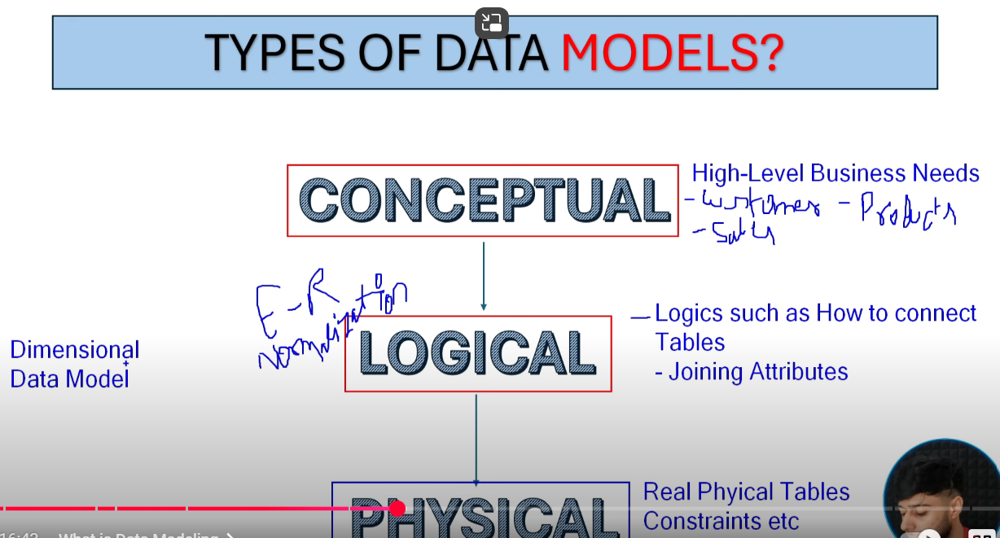 TYPES OF DATA MODELS?
CONCEPTUAL
High-Level Business Needs
- Customer - Products
- Sales
E-R
Normalization
LOGICAL
Logics such as How to connect
Tables
- Joining Attributes
Dimensional
Data Model
PHYSICAL
Real Phyical Tables
Constraints etc
16:42 What is Data Modeling >